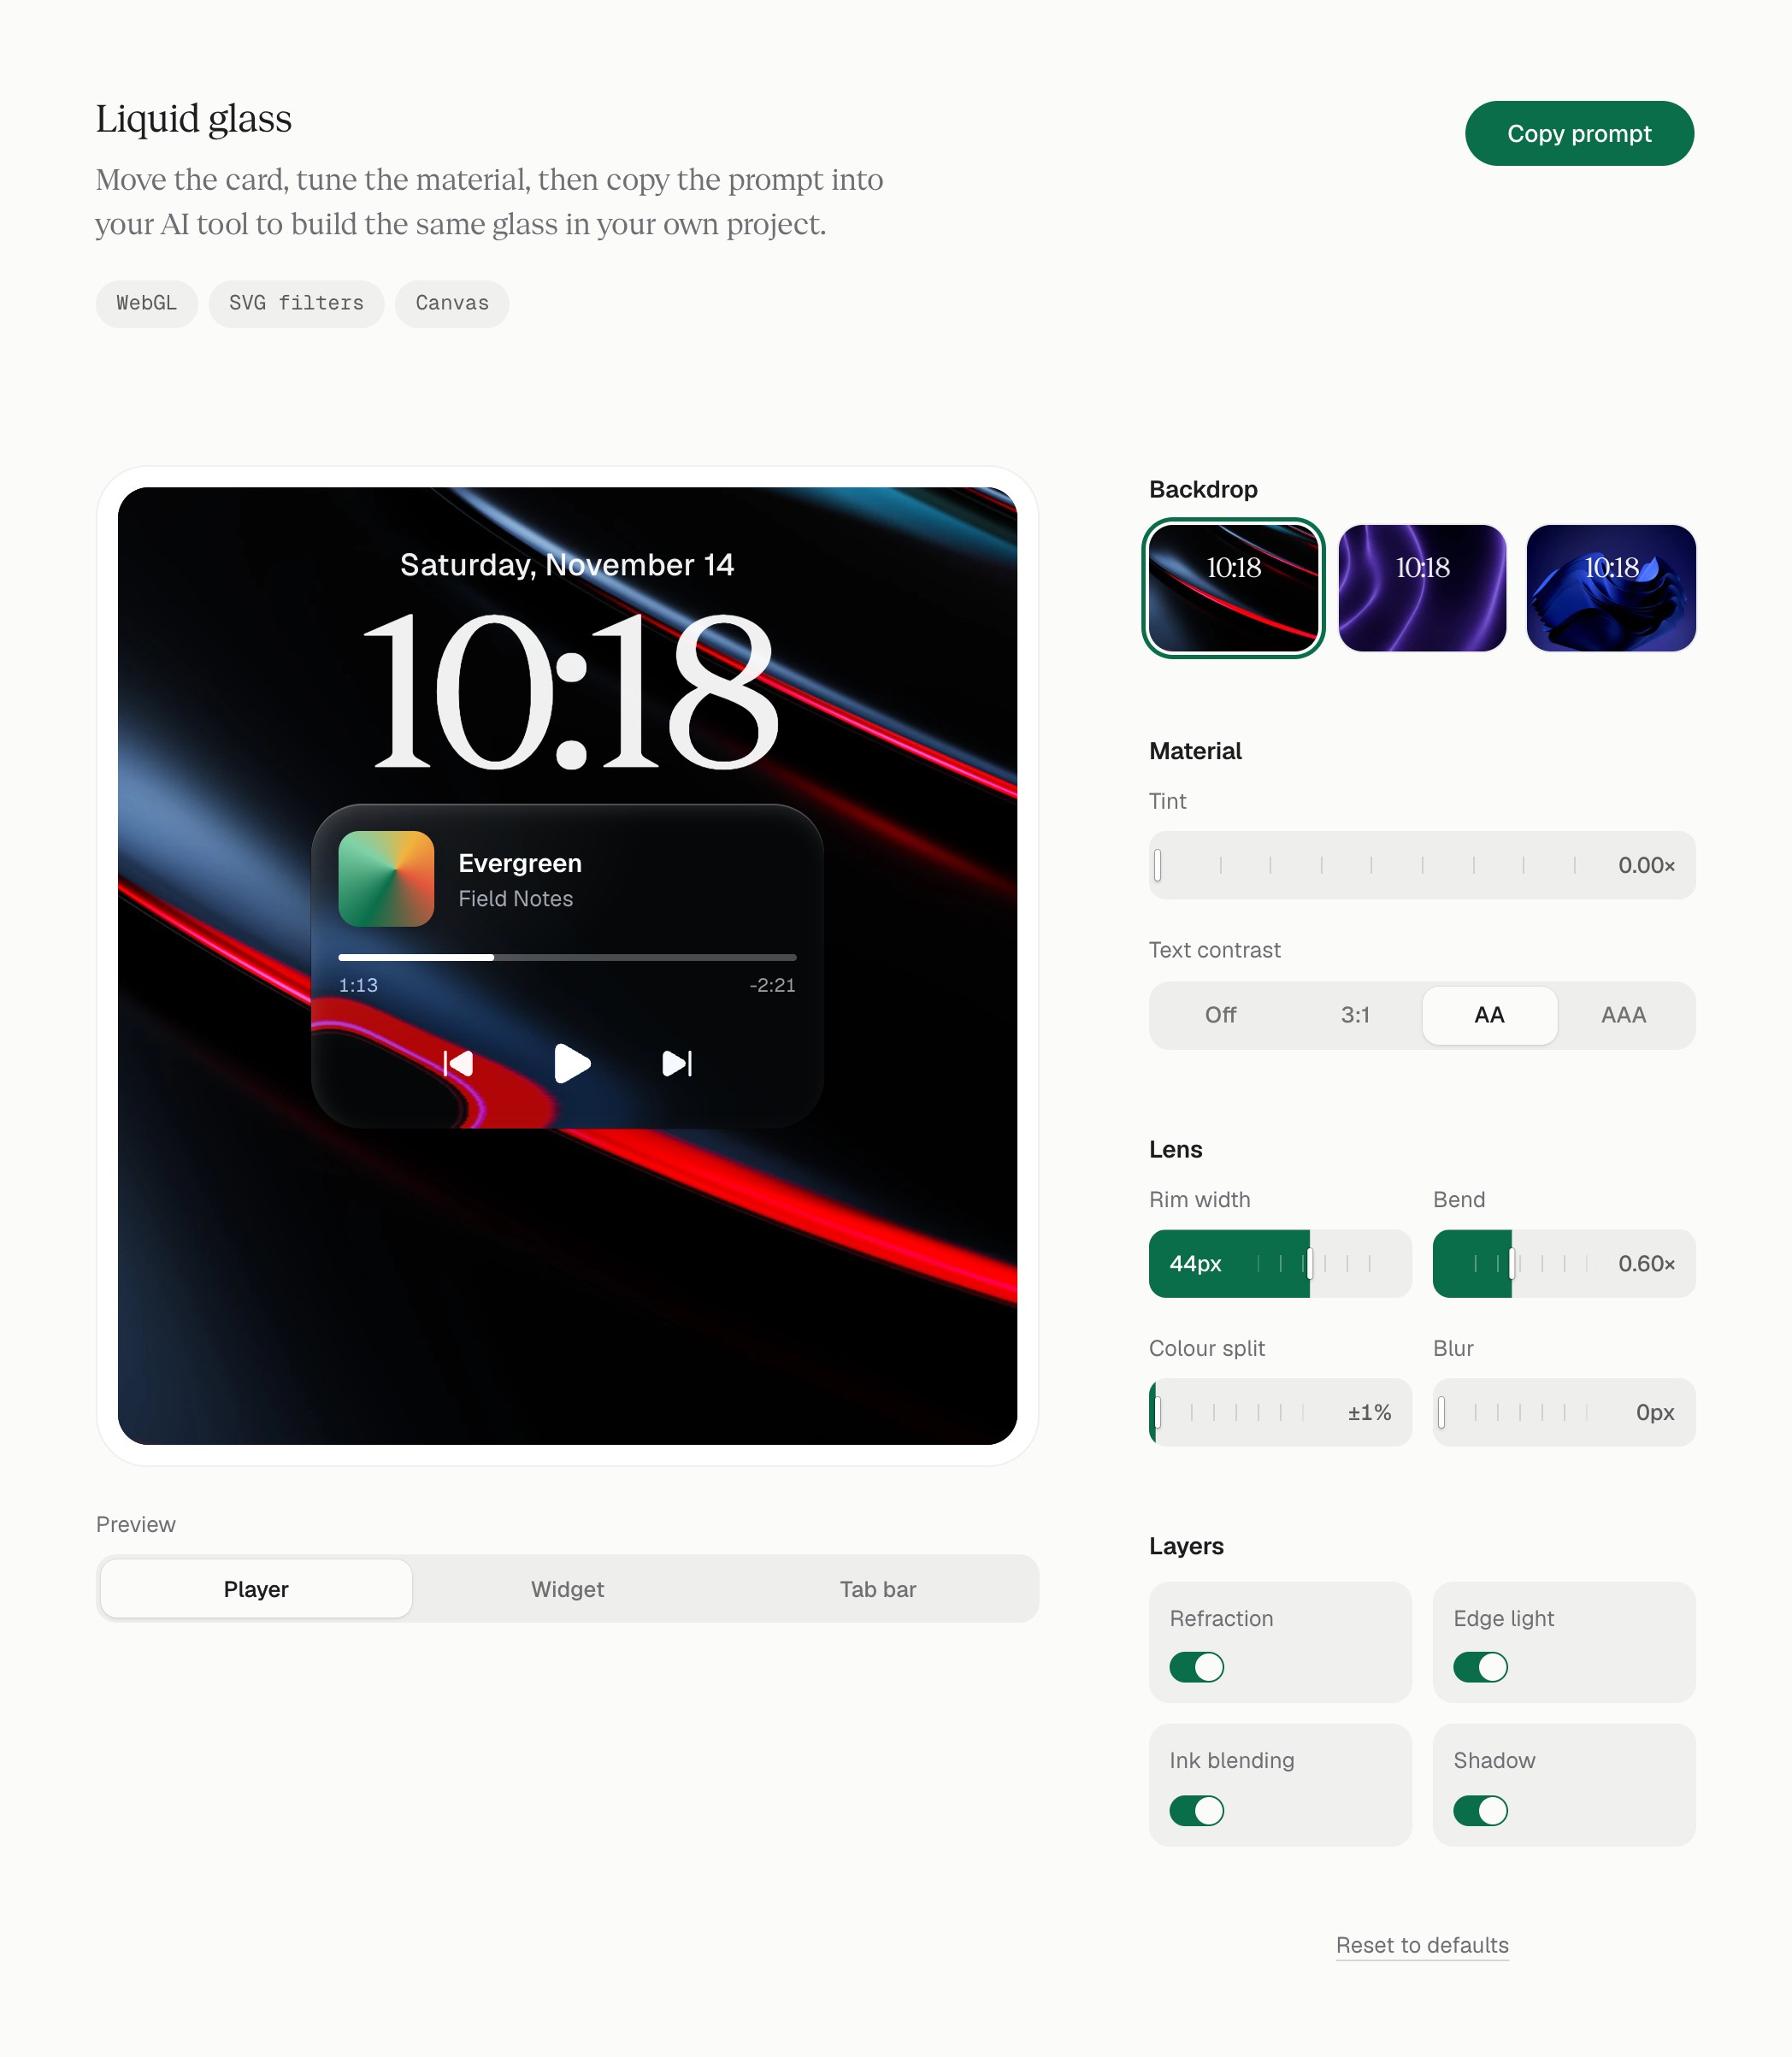 Liquid glass
Copy prompt
Move the card, tune the material, then copy the prompt into
your AI tool to build the same glass in your own project.
WebGL
SVG filters
Canvas
Saturday, November 14
10:18
Evergreen
Field Notes
1:13
-2:21
Preview
Player
Widget
Tab bar
Backdrop
10:18
10:18
10:18
Material
Tint
0.00×
Text contrast
Off
3:1
AA
AAA
Lens
Rim width
Bend
44px
0.60×
Colour split
Blur
±1%
0px
Layers
Refraction
Edge light
Ink blending
Shadow
Reset to defaults